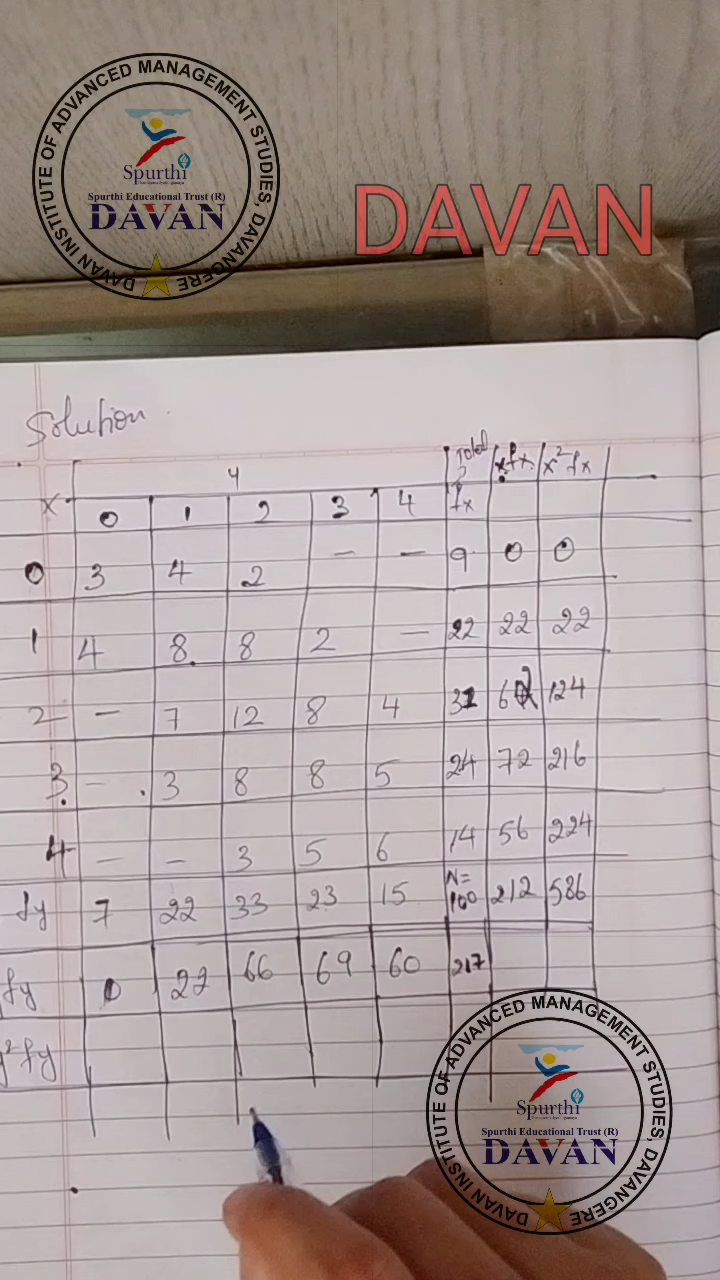 DAVAN INSTITUTE OF ADVANCED MANAGEMENT STUDIES, DAVANGERE
Spurthi
Spurthi Educational Trust (R)
DAVAN
DAVAN
Solution
y Total x fx x² fx
x 0 1 2 3 4 fx
0 3 4 2 — — 9 0 0
1 4 8 8 2 — 22 22 22
2 — 7 12 8 4 31 62 124
3 — 3 8 8 5 24 72 216
4 — — 3 5 6 14 56 224
fy 7 22 33 23 15 N=100 212 586
fy 0 22 66 69 60 217
y² fy
DAVAN INSTITUTE OF ADVANCED MANAGEMENT STUDIES, DAVANGERE
Spurthi
Spurthi Educational Trust (R)
DAVAN